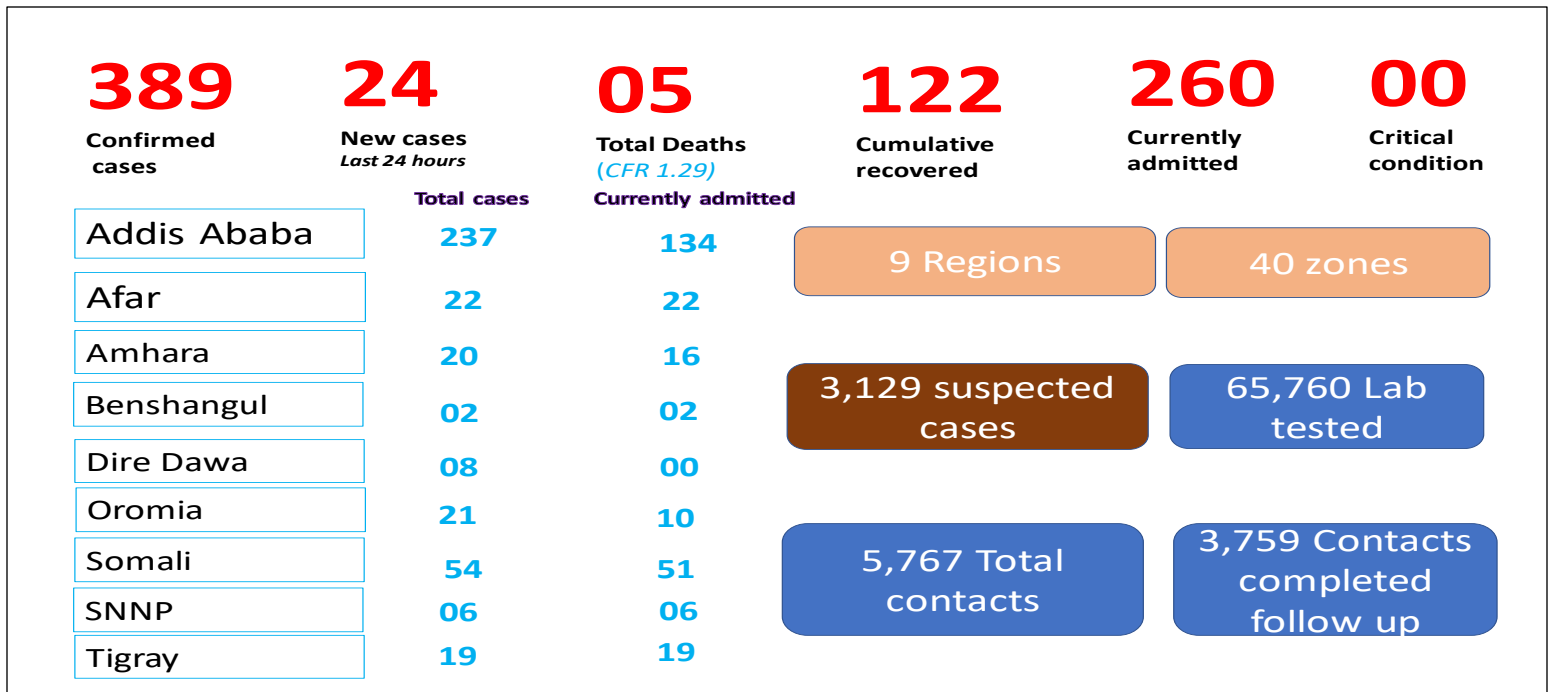 389 24 05 122 260 00
Confirmed cases
New cases
Last 24 hours
Total Deaths
(CFR 1.29)
Cumulative recovered
Currently admitted
Critical condition
Total cases Currently admitted
Addis Ababa 237 134
Afar 22 22
Amhara 20 16
Benshangul 02 02
Dire Dawa 08 00
Oromia 21 10
Somali 54 51
SNNP 06 06
Tigray 19 19
9 Regions
40 zones
3,129 suspected
cases
65,760 Lab
tested
5,767 Total
contacts
3,759 Contacts
completed
follow up